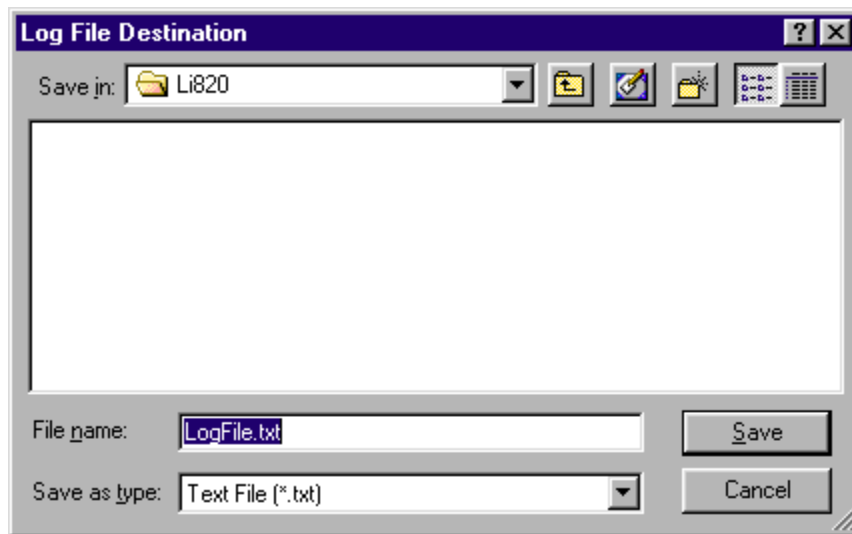 Log File Destination
Save in: Li820
File name: LogFile.txt
Save
Save as type: Text File (*.txt)
Cancel